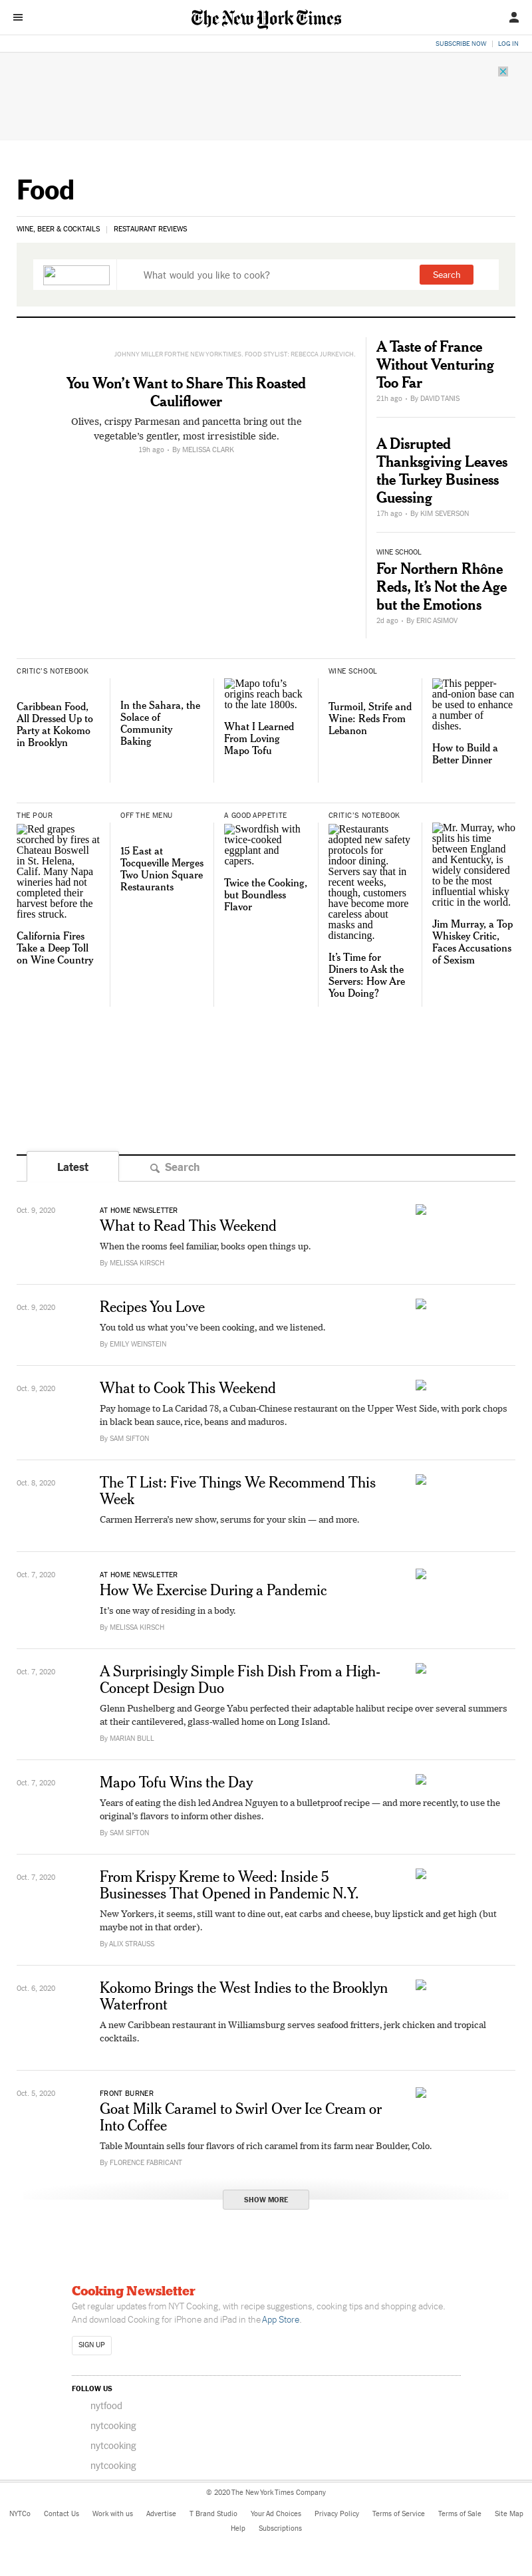 The New York Times
SUBSCRIBE NOW
LOG IN
Food
WINE, BEER & COCKTAILS
RESTAURANT REVIEWS
What would you like to cook?
Search
JOHNNY MILLER FOR THE NEW YORK TIMES. FOOD STYLIST: REBECCA JURKEVICH.
You Won’t Want to Share This Roasted
Cauliflower
Olives, crispy Parmesan and pancetta bring out the
vegetable’s gentler, most irresistible side.
19h ago • By MELISSA CLARK
A Taste of France
Without Venturing
Too Far
21h ago • By DAVID TANIS
A Disrupted
Thanksgiving Leaves
the Turkey Business
Guessing
17h ago • By KIM SEVERSON
WINE SCHOOL
For Northern Rhône
Reds, It’s Not the Age
but the Emotions
2d ago • By ERIC ASIMOV
CRITIC’S NOTEBOOK
Caribbean Food,
All Dressed Up to
Party at Kokomo
in Brooklyn
In the Sahara, the
Solace of
Community
Baking
Mapo tofu’s
origins reach back
to the late 1800s.
What I Learned
From Loving
Mapo Tofu
WINE SCHOOL
Turmoil, Strife and
Wine: Reds From
Lebanon
This pepper-
and-onion base can
be used to enhance
a number of
dishes.
How to Build a
Better Dinner
THE POUR
Red grapes
scorched by fires at
Chateau Boswell
in St. Helena,
Calif. Many Napa
wineries had not
completed their
harvest before the
fires struck.
California Fires
Take a Deep Toll
on Wine Country
OFF THE MENU
15 East at
Tocqueville Merges
Two Union Square
Restaurants
A GOOD APPETITE
Swordfish with
twice-cooked
eggplant and
capers.
Twice the Cooking,
but Boundless
Flavor
CRITIC’S NOTEBOOK
Restaurants
adopted new safety
protocols for
indoor dining.
Servers say that in
recent weeks,
though, customers
have become more
careless about
masks and
distancing.
It’s Time for
Diners to Ask the
Servers: How Are
You Doing?
Mr. Murray, who
splits his time
between England
and Kentucky, is
widely considered
to be the most
influential whisky
critic in the world.
Jim Murray, a Top
Whiskey Critic,
Faces Accusations
of Sexism
Latest
Search
Oct. 9, 2020
AT HOME NEWSLETTER
What to Read This Weekend
When the rooms feel familiar, books open things up.
By MELISSA KIRSCH
Oct. 9, 2020
Recipes You Love
You told us what you’ve been cooking, and we listened.
By EMILY WEINSTEIN
Oct. 9, 2020
What to Cook This Weekend
Pay homage to La Caridad 78, a Cuban-Chinese restaurant on the Upper West Side, with pork chops
in black bean sauce, rice, beans and maduros.
By SAM SIFTON
Oct. 8, 2020
The T List: Five Things We Recommend This
Week
Carmen Herrera’s new show, serums for your skin — and more.
Oct. 7, 2020
AT HOME NEWSLETTER
How We Exercise During a Pandemic
It’s one way of residing in a body.
By MELISSA KIRSCH
Oct. 7, 2020
A Surprisingly Simple Fish Dish From a High-
Concept Design Duo
Glenn Pushelberg and George Yabu perfected their adaptable halibut recipe over several summers
at their cantilevered, glass-walled home on Long Island.
By MARIAN BULL
Oct. 7, 2020
Mapo Tofu Wins the Day
Years of eating the dish led Andrea Nguyen to a bulletproof recipe — and more recently, to use the
original’s flavors to inform other dishes.
By SAM SIFTON
Oct. 7, 2020
From Krispy Kreme to Weed: Inside 5
Businesses That Opened in Pandemic N.Y.
New Yorkers, it seems, still want to dine out, eat carbs and cheese, buy lipstick and get high (but
maybe not in that order).
By ALIX STRAUSS
Oct. 6, 2020
Kokomo Brings the West Indies to the Brooklyn
Waterfront
A new Caribbean restaurant in Williamsburg serves seafood fritters, jerk chicken and tropical
cocktails.
Oct. 5, 2020
FRONT BURNER
Goat Milk Caramel to Swirl Over Ice Cream or
Into Coffee
Table Mountain sells four flavors of rich caramel from its farm near Boulder, Colo.
By FLORENCE FABRICANT
SHOW MORE
Cooking Newsletter
Get regular updates from NYT Cooking, with recipe suggestions, cooking tips and shopping advice.
And download Cooking for iPhone and iPad in the App Store.
SIGN UP
FOLLOW US
nytfood
nytcooking
nytcooking
nytcooking
© 2020 The New York Times Company
NYTCo Contact Us Work with us Advertise T Brand Studio Your Ad Choices Privacy Policy Terms of Service Terms of Sale Site Map
Help Subscriptions